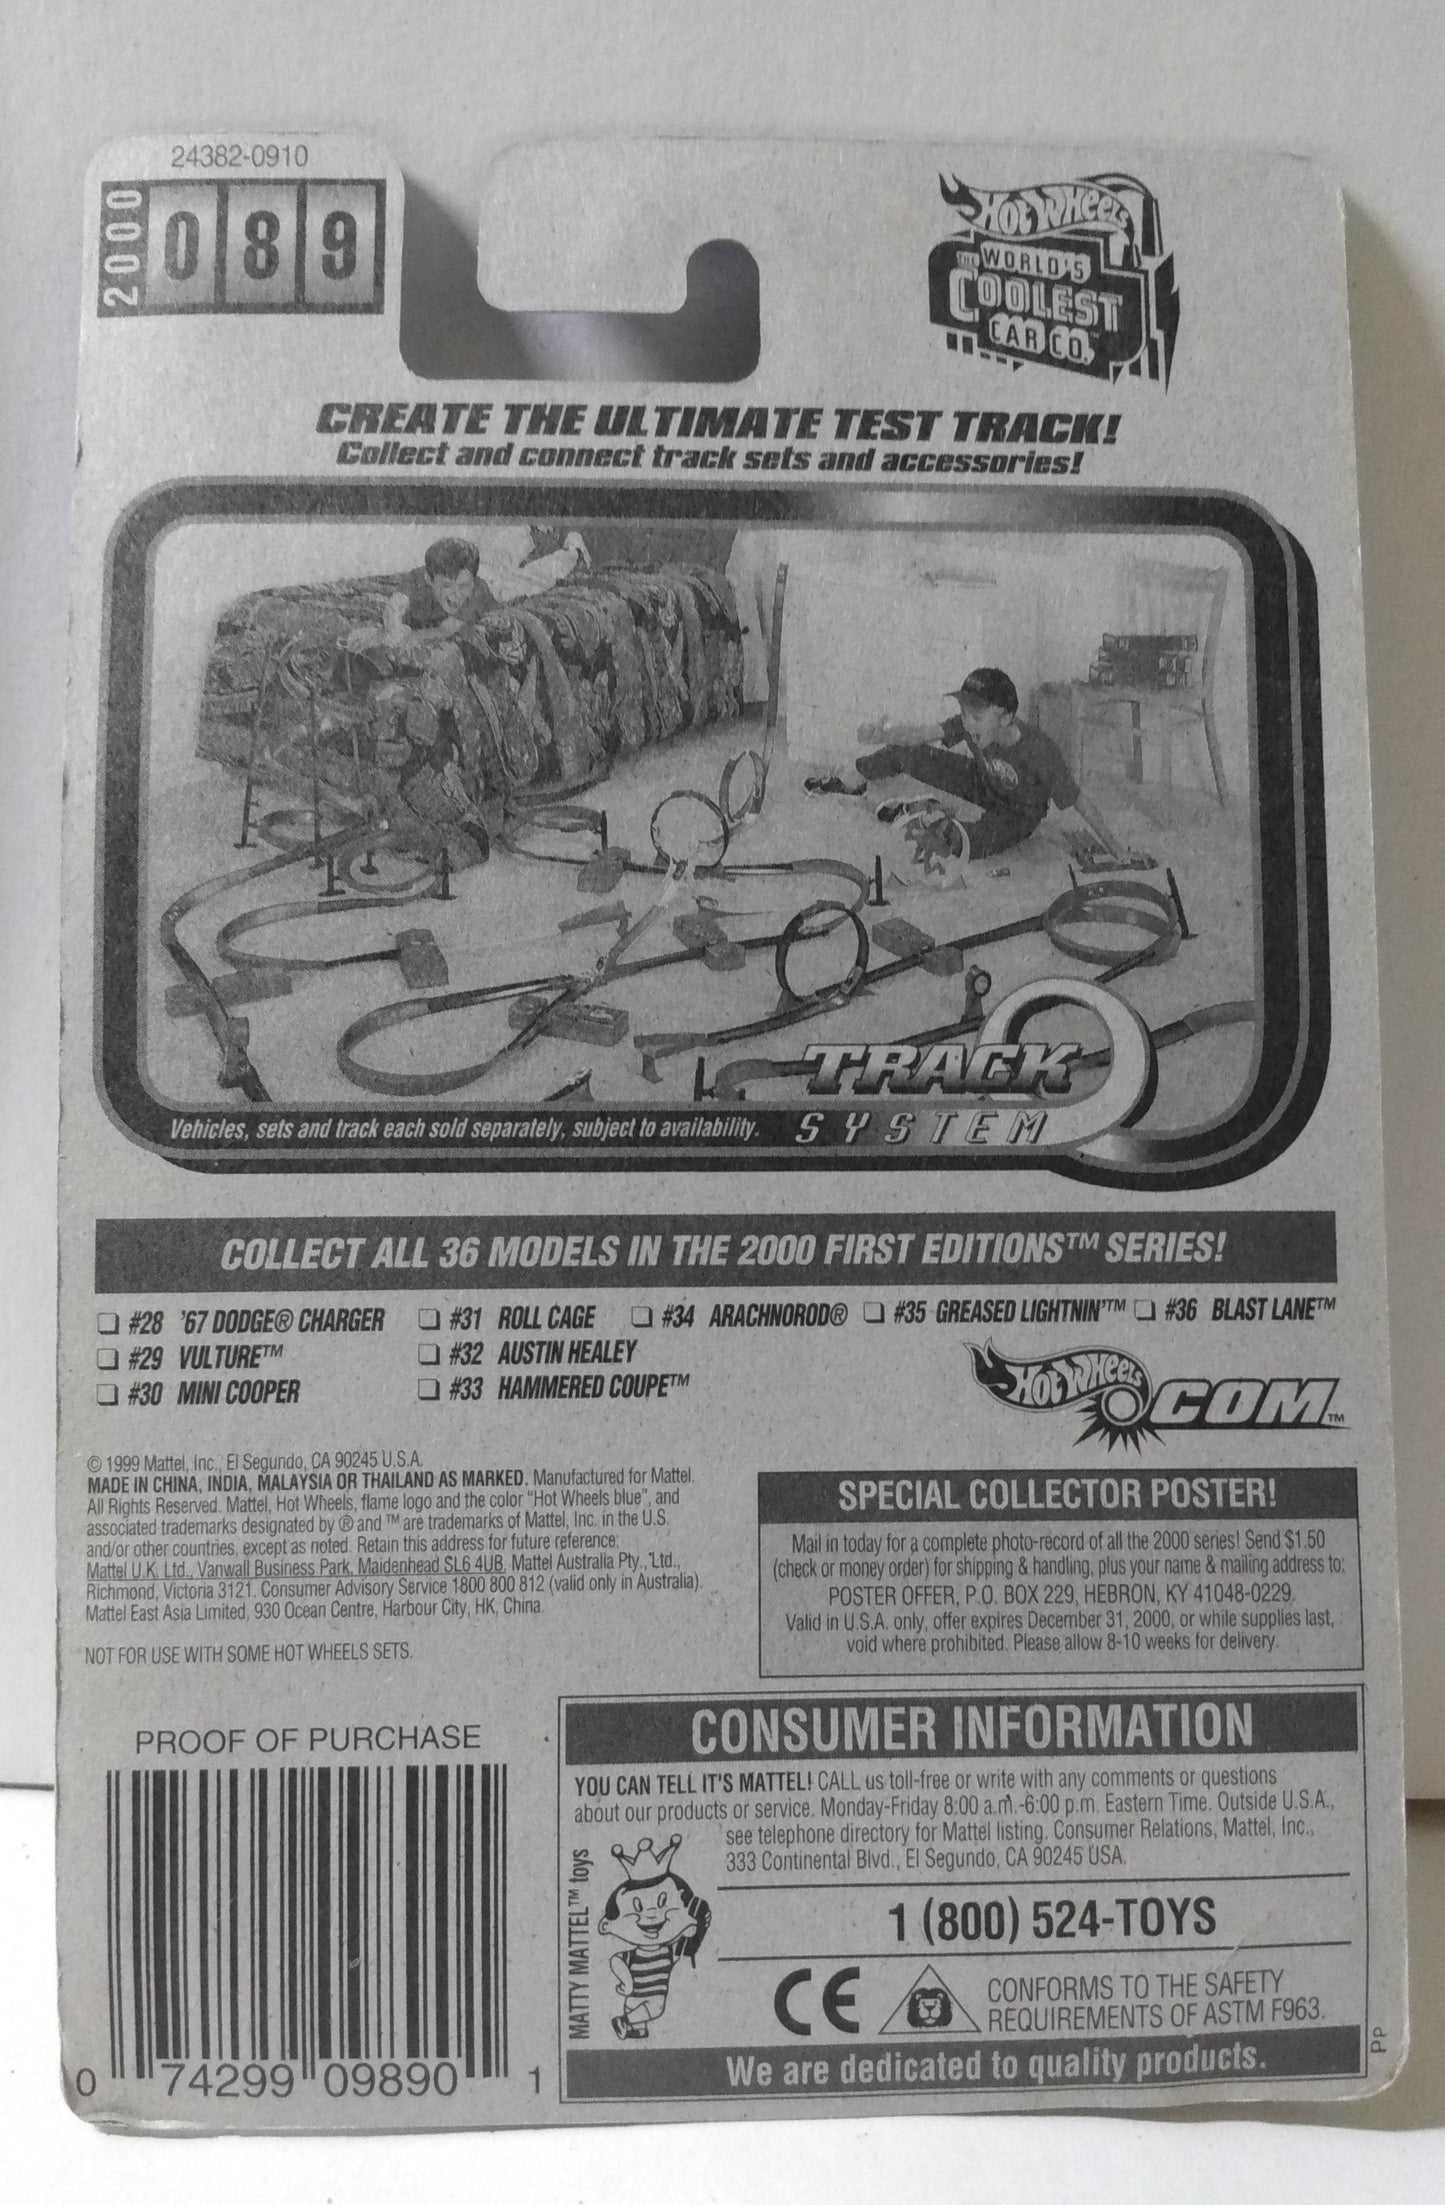 24382-0910
2000
089
HOT WHEELS
THE WORLD'S
COOLEST
CAR CO.™
CREATE THE ULTIMATE TEST TRACK!
Collect and connect track sets and accessories!
TRACK
SYSTEM
Vehicles, sets and track each sold separately, subject to availability.
COLLECT ALL 36 MODELS IN THE 2000 FIRST EDITIONS™ SERIES!
❏ #28 '67 DODGE® CHARGER
❏ #29 VULTURE™
❏ #30 MINI COOPER
❏ #31 ROLL CAGE
❏ #32 AUSTIN HEALEY
❏ #33 HAMMERED COUPE™
❏ #34 ARACHNOROD®
❏ #35 GREASED LIGHTNIN'™
❏ #36 BLAST LANE™
HOT WHEELS.COM™
© 1999 Mattel, Inc., El Segundo, CA 90245 U.S.A.
MADE IN CHINA, INDIA, MALAYSIA OR THAILAND AS MARKED. Manufactured for Mattel.
All Rights Reserved. Mattel, Hot Wheels, flame logo and the color "Hot Wheels blue", and
associated trademarks designated by ® and ™ are trademarks of Mattel, Inc. in the U.S.
and/or other countries, except as noted. Retain this address for future reference:
Mattel U.K. Ltd., Vanwall Business Park, Maidenhead SL6 4UB. Mattel Australia Pty., Ltd.,
Richmond, Victoria 3121. Consumer Advisory Service 1800 800 812 (valid only in Australia).
Mattel East Asia Limited, 930 Ocean Centre, Harbour City, HK, China.
NOT FOR USE WITH SOME HOT WHEELS SETS.
SPECIAL COLLECTOR POSTER!
Mail in today for a complete photo-record of all the 2000 series! Send $1.50
(check or money order) for shipping & handling, plus your name & mailing address to:
POSTER OFFER, P.O. BOX 229, HEBRON, KY 41048-0229.
Valid in U.S.A. only, offer expires December 31, 2000, or while supplies last,
void where prohibited. Please allow 8-10 weeks for delivery.
PROOF OF PURCHASE
0 74299 09890 1
CONSUMER INFORMATION
YOU CAN TELL IT'S MATTEL! CALL us toll-free or write with any comments or questions
about our products or service. Monday-Friday 8:00 a.m.-6:00 p.m. Eastern Time. Outside U.S.A.,
see telephone directory for Mattel listing. Consumer Relations, Mattel, Inc.,
333 Continental Blvd., El Segundo, CA 90245 USA.
MATTY MATTEL™ toys
1 (800) 524-TOYS
CE
CONFORMS TO THE SAFETY
REQUIREMENTS OF ASTM F963.
We are dedicated to quality products.
PP